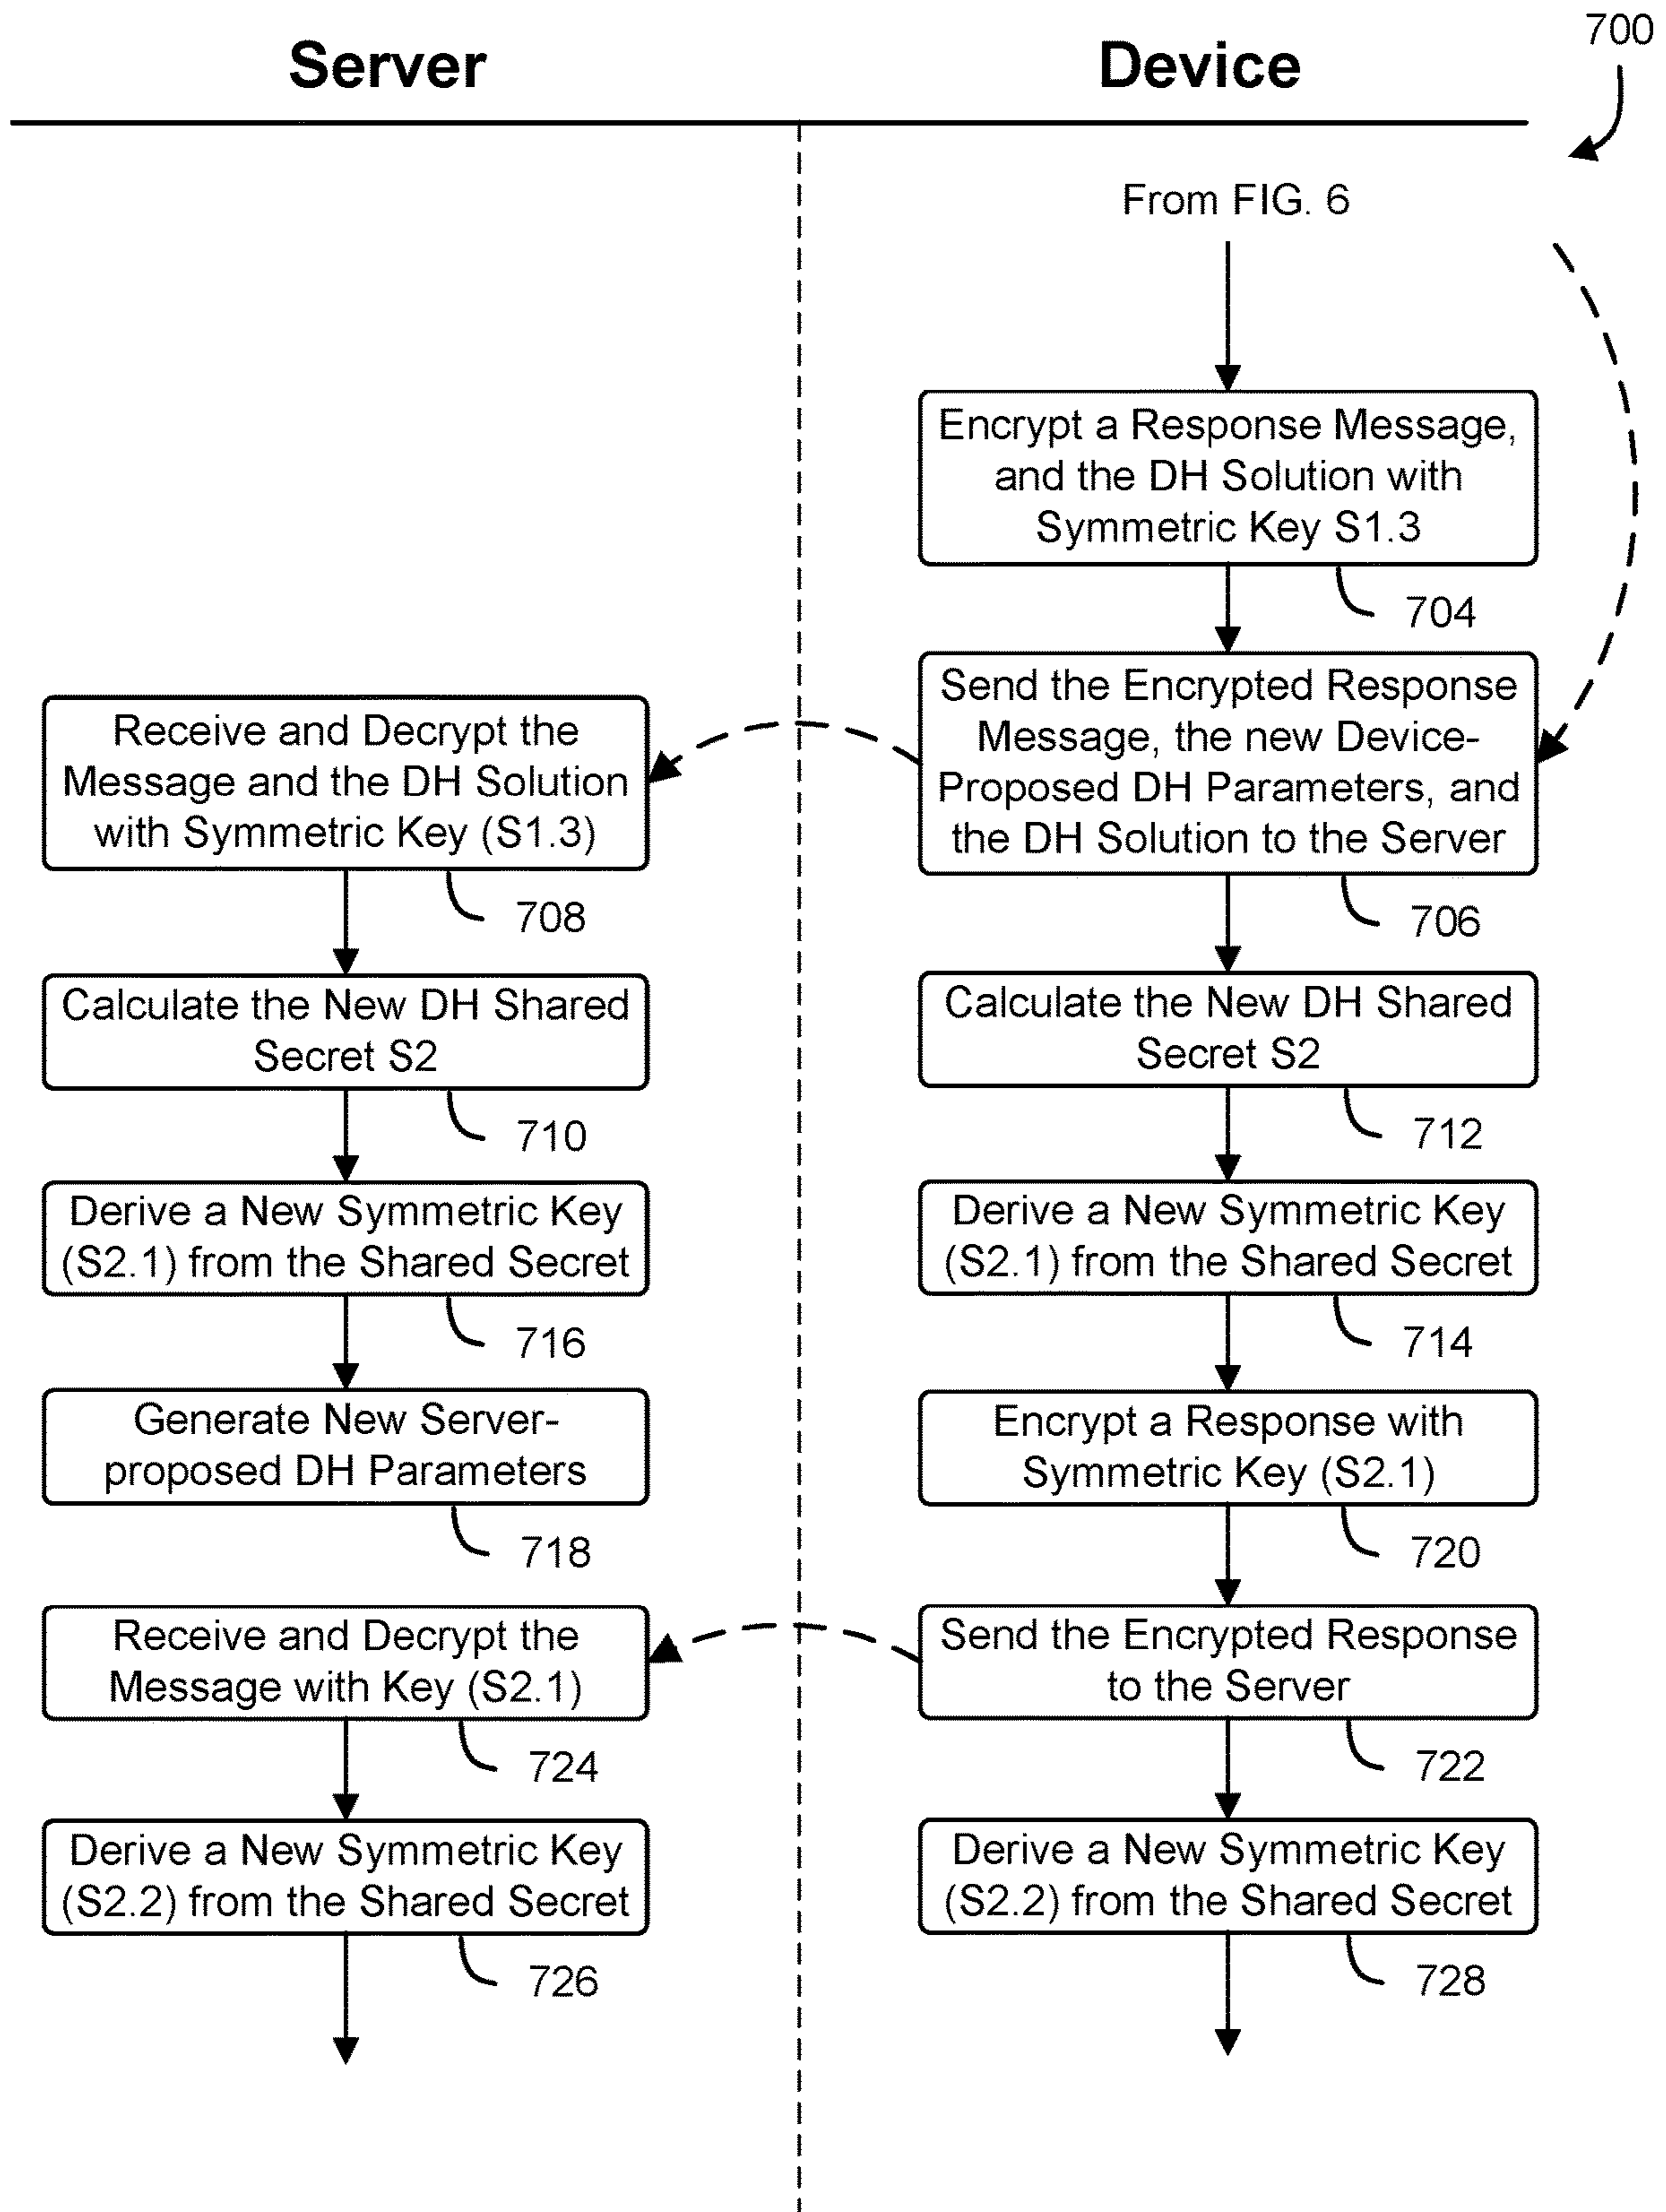 700
Server
Device
From FIG. 6
Encrypt a Response Message,
and the DH Solution with
Symmetric Key S1.3
704
Send the Encrypted Response
Message, the new Device-
Proposed DH Parameters, and
the DH Solution to the Server
706
Receive and Decrypt the
Message and the DH Solution
with Symmetric Key (S1.3)
708
Calculate the New DH Shared
Secret S2
710
Calculate the New DH Shared
Secret S2
712
Derive a New Symmetric Key
(S2.1) from the Shared Secret
716
Derive a New Symmetric Key
(S2.1) from the Shared Secret
714
Generate New Server-
proposed DH Parameters
718
Encrypt a Response with
Symmetric Key (S2.1)
720
Receive and Decrypt the
Message with Key (S2.1)
724
Send the Encrypted Response
to the Server
722
Derive a New Symmetric Key
(S2.2) from the Shared Secret
726
Derive a New Symmetric Key
(S2.2) from the Shared Secret
728